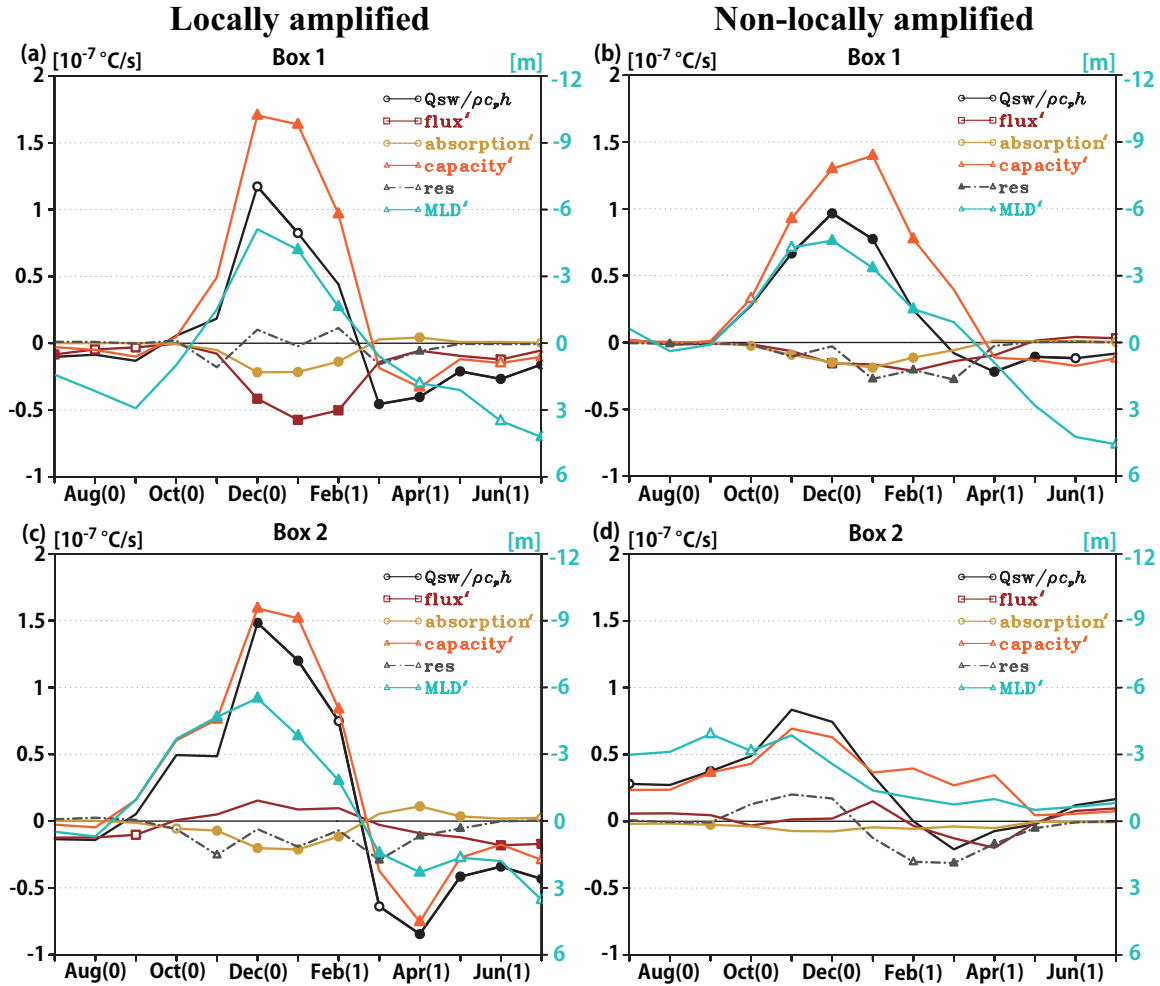 Locally amplified
Non-locally amplified
(a) [10⁻⁷ °C/s] Box 1 [m]
2 -12
1.5 -9
1 -6
0.5 -3
0 0
-0.5 3
-1 6
Qsw/ρcₚh
flux′
absorption′
capacity′
res
MLD′
Aug(0) Oct(0) Dec(0) Feb(1) Apr(1) Jun(1)
(b) [10⁻⁷ °C/s] Box 1 [m]
2 -12
1.5 -9
1 -6
0.5 -3
0 0
-0.5 3
-1 6
Qsw/ρcₚh
flux′
absorption′
capacity′
res
MLD′
Aug(0) Oct(0) Dec(0) Feb(1) Apr(1) Jun(1)
(c) [10⁻⁷ °C/s] Box 2 [m]
2 -12
1.5 -9
1 -6
0.5 -3
0 0
-0.5 3
-1 6
Qsw/ρcₚh
flux′
absorption′
capacity′
res
MLD′
Aug(0) Oct(0) Dec(0) Feb(1) Apr(1) Jun(1)
(d) [10⁻⁷ °C/s] Box 2 [m]
2 -12
1.5 -9
1 -6
0.5 -3
0 0
-0.5 3
-1 6
Qsw/ρcₚh
flux′
absorption′
capacity′
res
MLD′
Aug(0) Oct(0) Dec(0) Feb(1) Apr(1) Jun(1)